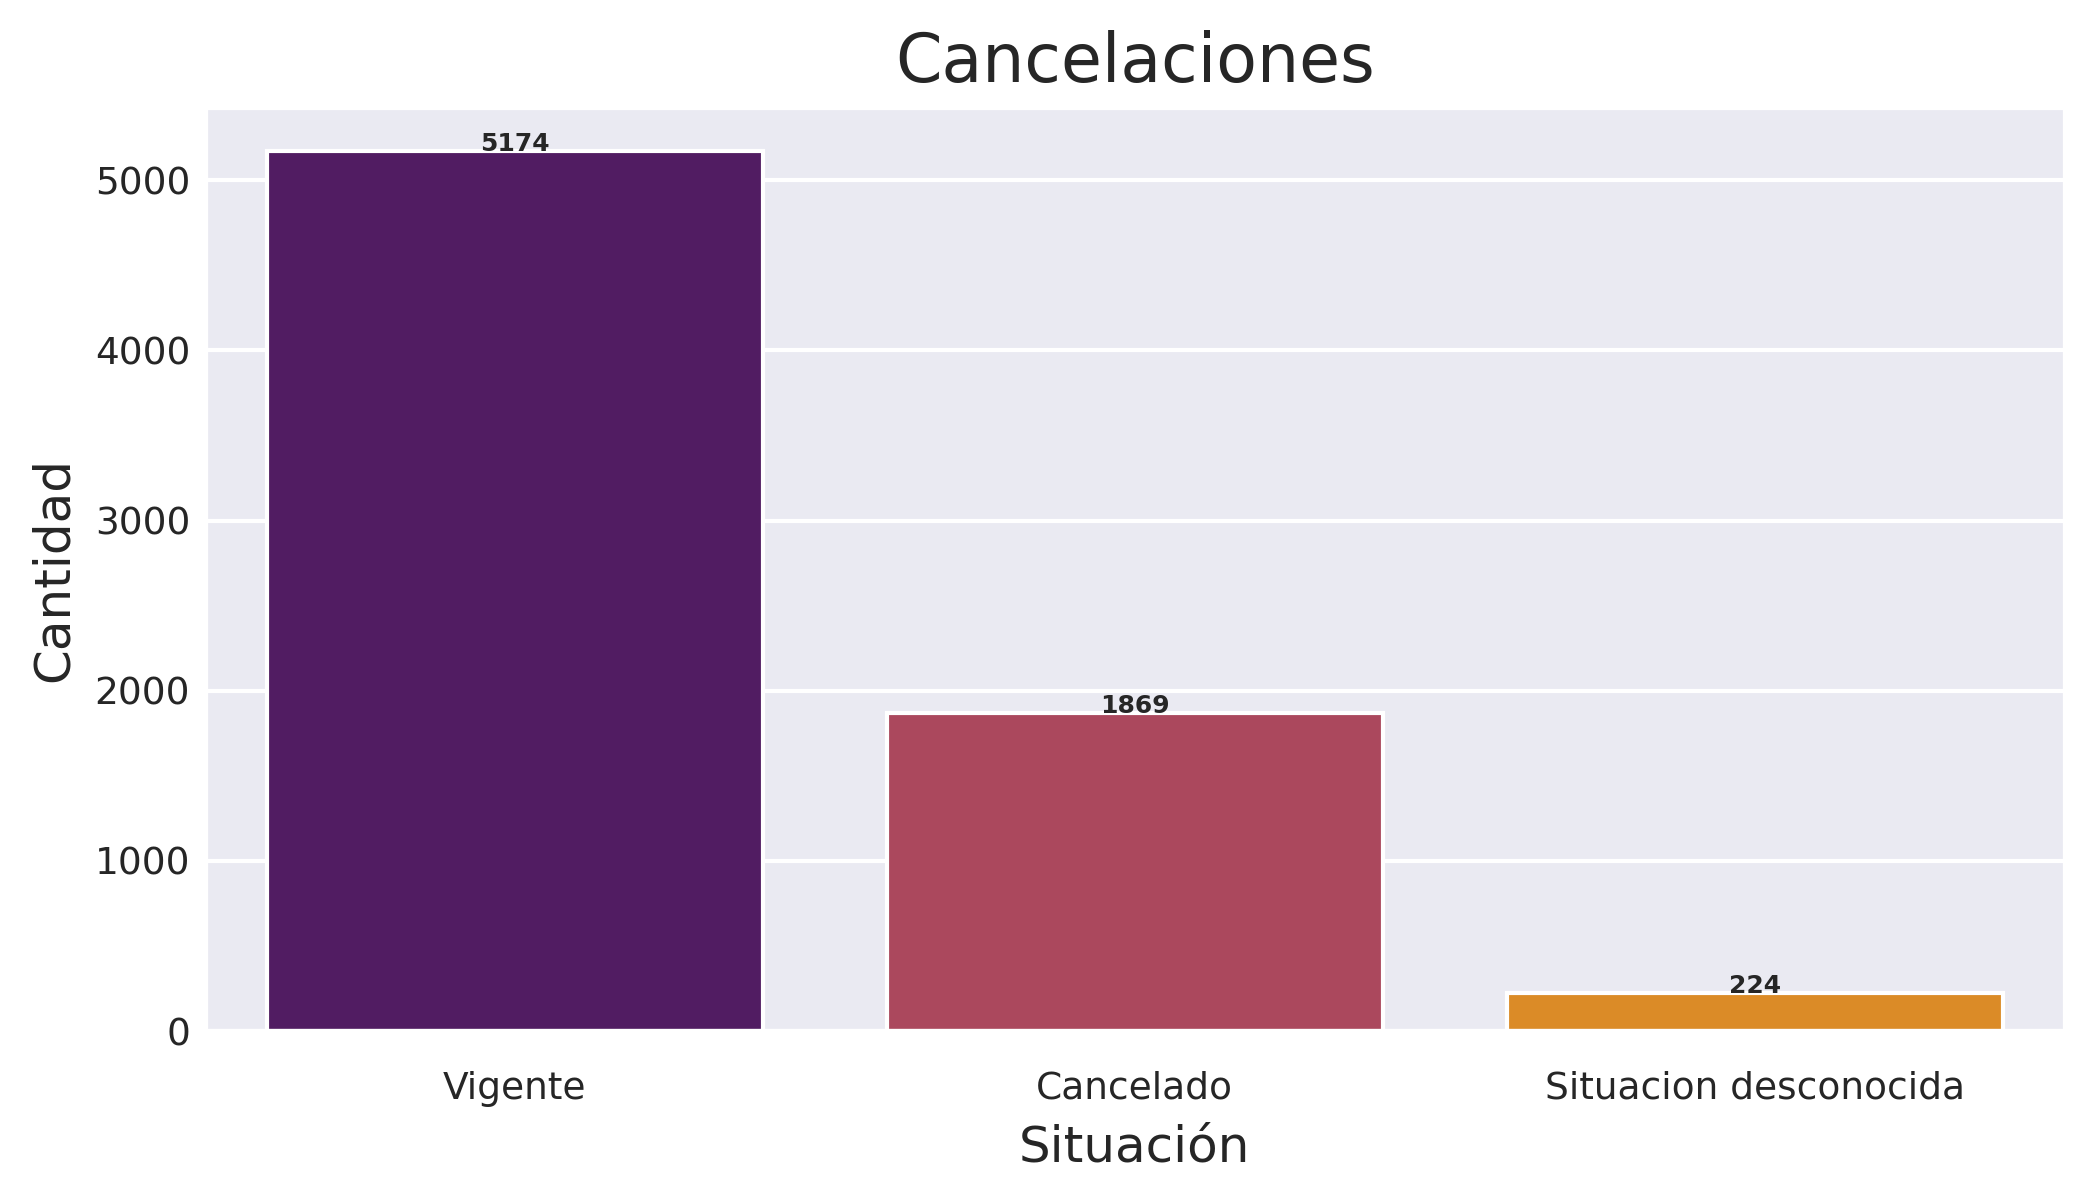 Cancelaciones
Cantidad
5000
4000
3000
2000
1000
0
5174
1869
224
Vigente
Cancelado
Situacion desconocida
Situación